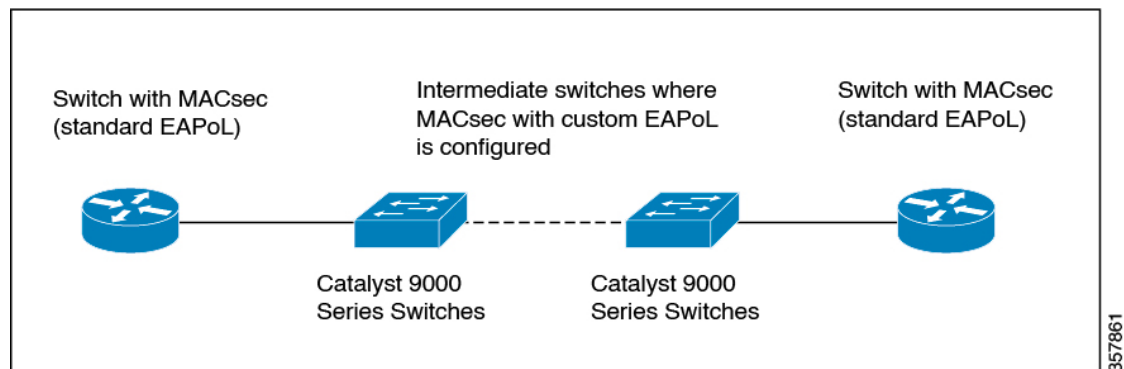 Switch with MACsec
(standard EAPoL)
Intermediate switches where
MACsec with custom EAPoL
is configured
Switch with MACsec
(standard EAPoL)
Catalyst 9000
Series Switches
Catalyst 9000
Series Switches
357861